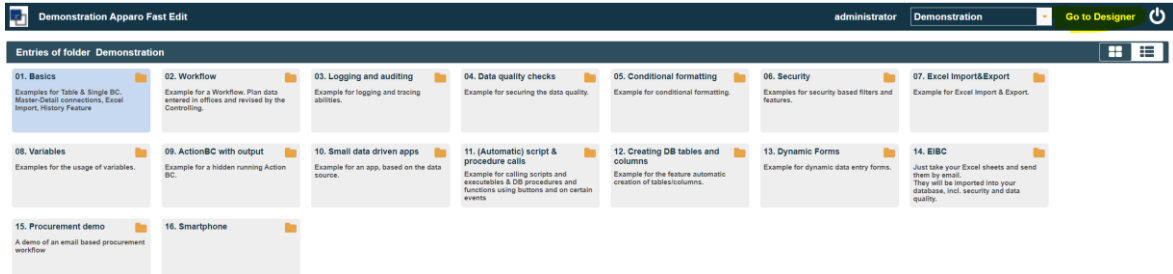 Demonstration Apparo Fast Edit
administrator
Demonstration
Go to Designer
Entries of folder Demonstration
01. Basics
Examples for Table & Single BC.
Master-Detail connections, Excel
Import, History Feature
02. Workflow
Example for a Workflow. Plan data
entered in offices and revised by the
Controlling.
03. Logging and auditing
Example for logging and tracing
abilities.
04. Data quality checks
Example for securing the data quality.
05. Conditional formatting
Example for conditional formatting.
06. Security
Examples for security based filters and
features.
07. Excel Import&Export
Example for Excel Import & Export.
08. Variables
Examples for the usage of variables.
09. ActionBC with output
Example for a hidden running Action
BC.
10. Small data driven apps
Example for an app, based on the data
source.
11. (Automatic) script &
procedure calls
Example for calling scripts and
executebles & DB procedures and
functions using buttons and on certain
events
12. Creating DB tables and
columns
Example for the feature automatic
creation of tables/columns.
13. Dynamic Forms
Example for dynamic data entry forms.
14. EIBC
Just take your Excel sheets and send
them by email.
They will be imported into your
database, incl. security and data
quality.
15. Procurement demo
A demo of an email based procurement
workflow
16. Smartphone